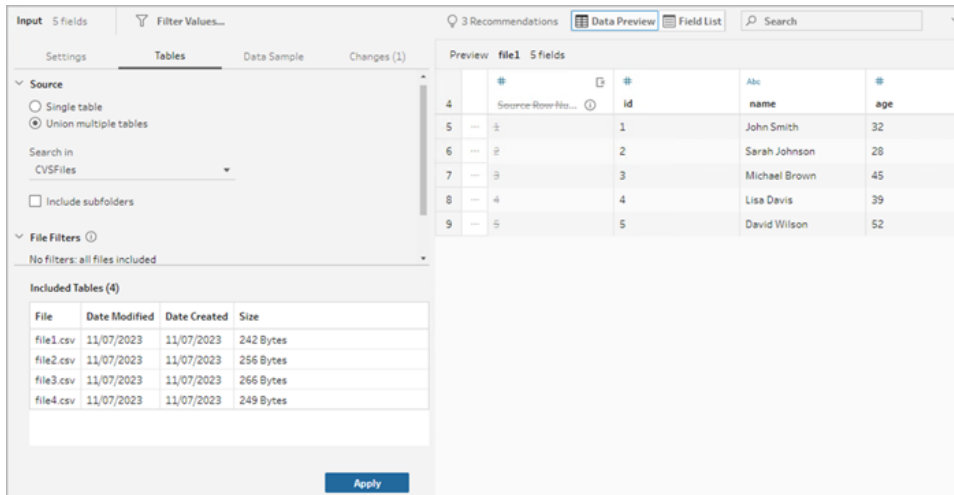 Input 5 fields Filter Values...
3 Recommendations Data Preview Field List Search
Settings Tables Data Sample Changes (1)
Source
Single table
Union multiple tables
Search in
CVSFiles
Include subfolders
File Filters
No filters: all files included
Included Tables (4)
File Date Modified Date Created Size
file1.csv 11/07/2023 11/07/2023 242 Bytes
file2.csv 11/07/2023 11/07/2023 256 Bytes
file3.csv 11/07/2023 11/07/2023 266 Bytes
file4.csv 11/07/2023 11/07/2023 249 Bytes
Apply
Preview file1 5 fields
# # Abc #
4 Source Row Nu... id name age
5 ... 1 1 John Smith 32
6 ... 2 2 Sarah Johnson 28
7 ... 3 3 Michael Brown 45
8 ... 4 4 Lisa Davis 39
9 ... 5 5 David Wilson 52